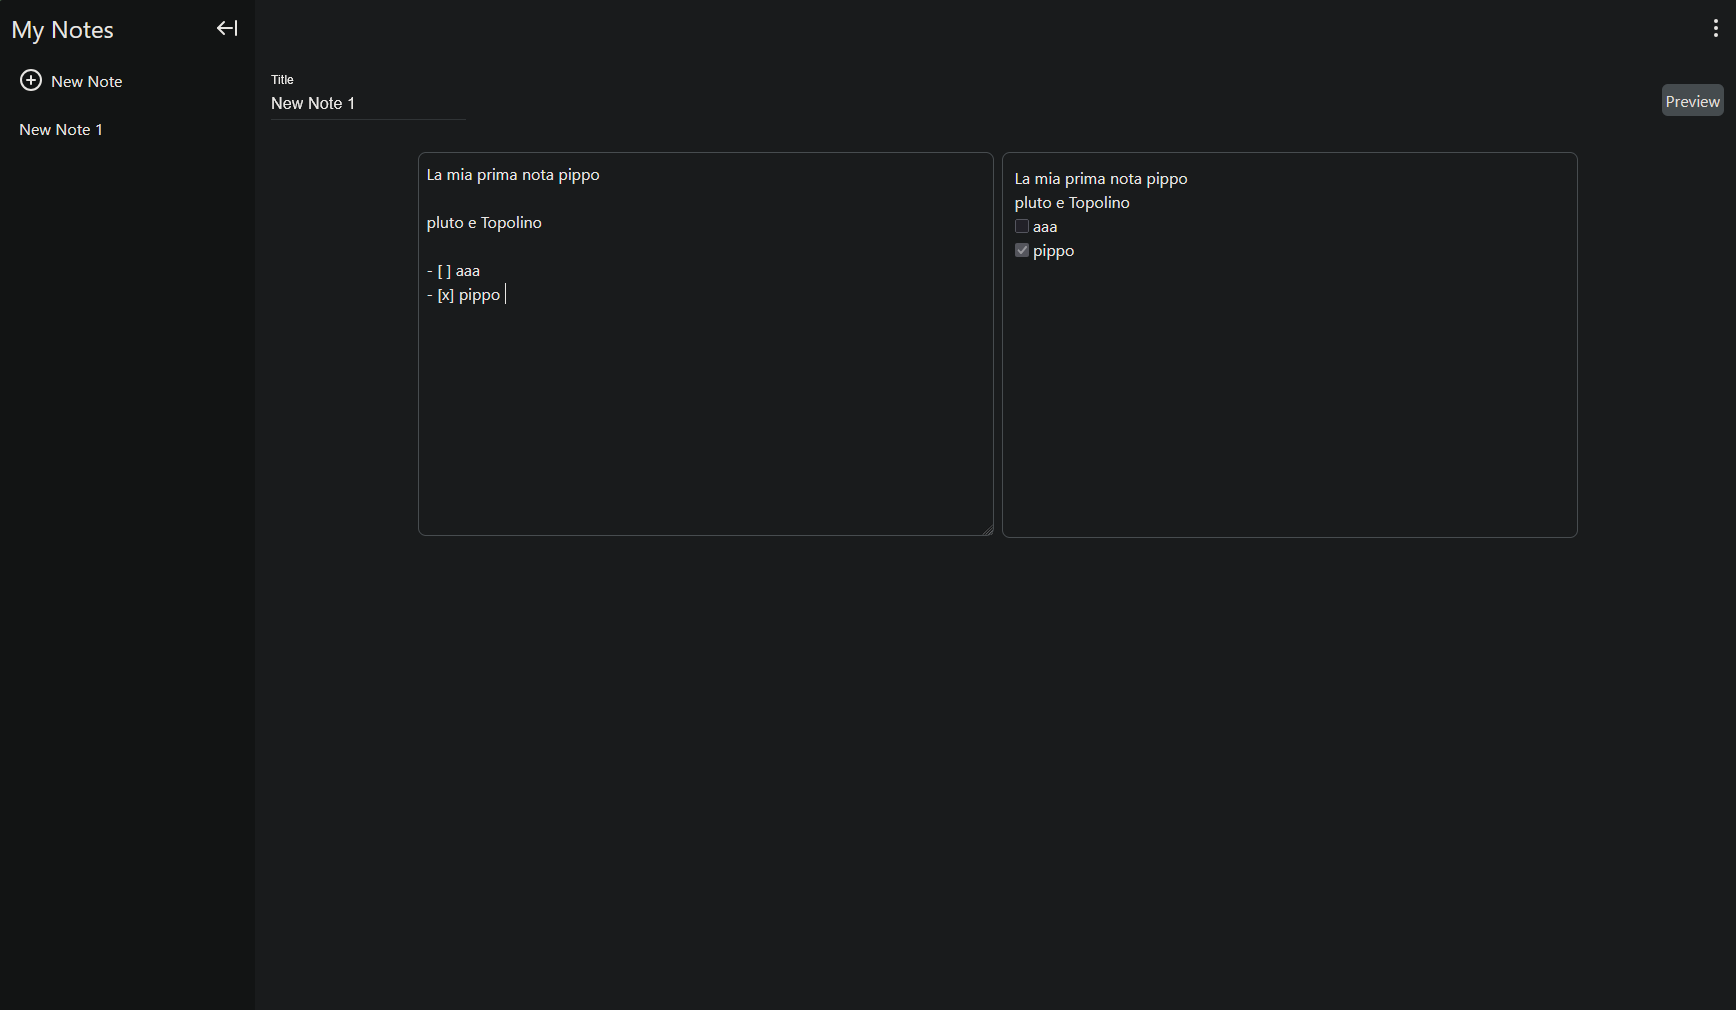 My Notes
New Note
New Note 1
Title
New Note 1
Preview
La mia prima nota pippo
pluto e Topolino
- [ ] aaa
- [x] pippo
La mia prima nota pippo
pluto e Topolino
aaa
pippo